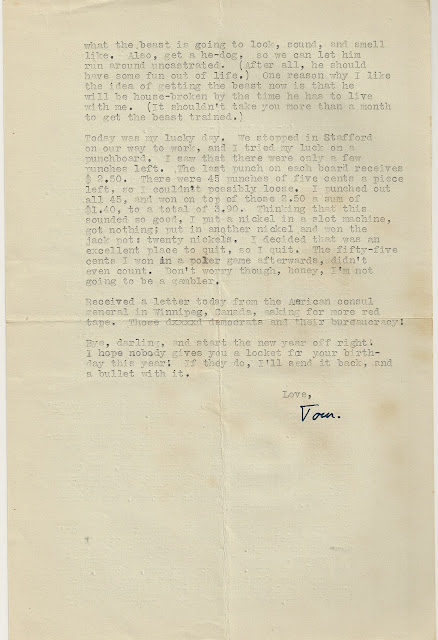 what the beast is going to look, sound, and smell
like.  Also, get a he-dog, so we can let him
run around uncastrated.  (After all, he should
have some fun out of life.)  One reason why I like
the idea of getting the beast now is that he
will be house-broken by the time he has to live
with me.  (It shouldn't take you more than a month
to get the beast trained.)
Today was my lucky day.  We stopped in Stafford
on our way to work, and I tried my luck on a
punchboard.  I saw that there were only a few
punches left.  The last punch on each board receives
$ 2.50.  There were 45 punches of five cents a piece
left, so I couldn't possibly loose.  I punched out
all 45, and won on top of those 2.50 a sum of
$1.40, to a total of 3.90.  Thinking that this
sounded so good, I put a nickel in a slot machine,
got nothing; put in another nickel and won the
jack pot: twenty nickels.  I decided that was an
excellent place to quit, so I quit.  The fifty-five
cents I won in a poker game afterwards, didn't
even count.  Don't worry though, honey, I'm not
going to be a gambler.
Received a letter today from the American consul
general in Winnipeg, Canada, asking for more red
tape.  Those dxxxxd democrats and their bureaucracy!
Bye, darling, and start the new year off right!
I hope nobody gives you a locket for your birth-
day this year!  If they do, I'll send it back, and
a bullet with it.
Love,
Tom.